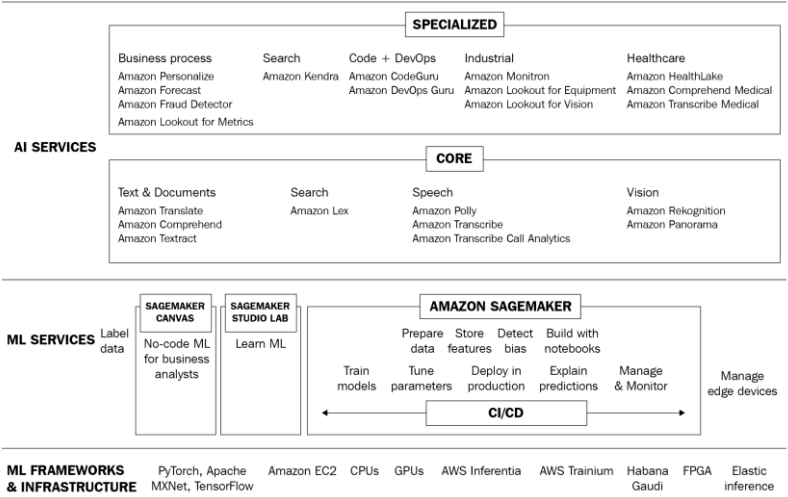 SPECIALIZED
Business process
Amazon Personalize
Amazon Forecast
Amazon Fraud Detector
Amazon Lookout for Metrics
Search
Amazon Kendra
Code + DevOps
Amazon CodeGuru
Amazon DevOps Guru
Industrial
Amazon Monitron
Amazon Lookout for Equipment
Amazon Lookout for Vision
Healthcare
Amazon HealthLake
Amazon Comprehend Medical
Amazon Transcribe Medical
AI SERVICES
CORE
Text & Documents
Amazon Translate
Amazon Comprehend
Amazon Textract
Search
Amazon Lex
Speech
Amazon Polly
Amazon Transcribe
Amazon Transcribe Call Analytics
Vision
Amazon Rekognition
Amazon Panorama
ML SERVICES
Label
data
SAGEMAKER
CANVAS
No-code ML
for business
analysts
SAGEMAKER
STUDIO LAB
Learn ML
AMAZON SAGEMAKER
Prepare
data
Store
features
Detect
bias
Build with
notebooks
Train
models
Tune
parameters
Deploy in
production
Explain
predictions
Manage
& Monitor
CI/CD
Manage
edge devices
ML FRAMEWORKS
& INFRASTRUCTURE
PyTorch, Apache
MXNet, TensorFlow
Amazon EC2
CPUs
GPUs
AWS Inferentia
AWS Trainium
Habana
Gaudi
FPGA
Elastic
inference